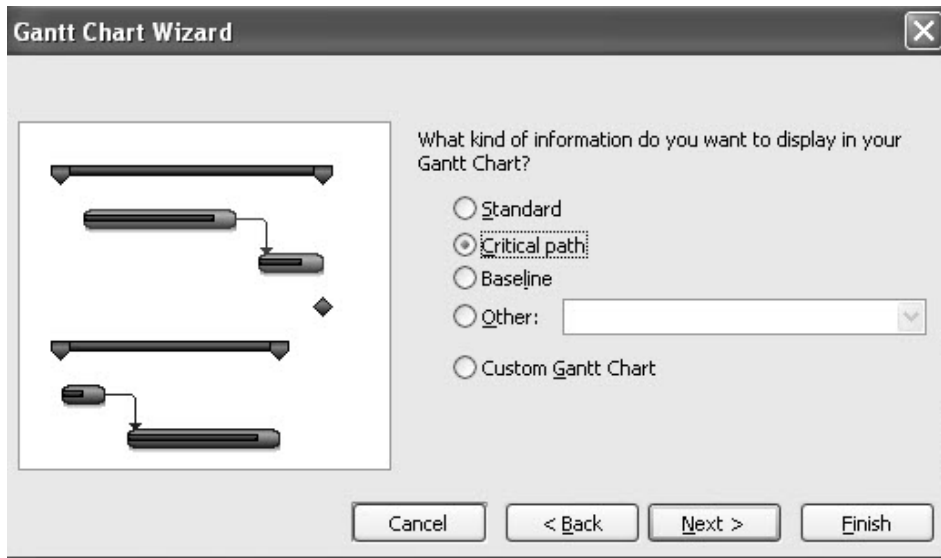 Gantt Chart Wizard
What kind of information do you want to display in your
Gantt Chart?
Standard
Critical path
Baseline
Other:
Custom Gantt Chart
Cancel
< Back
Next >
Finish